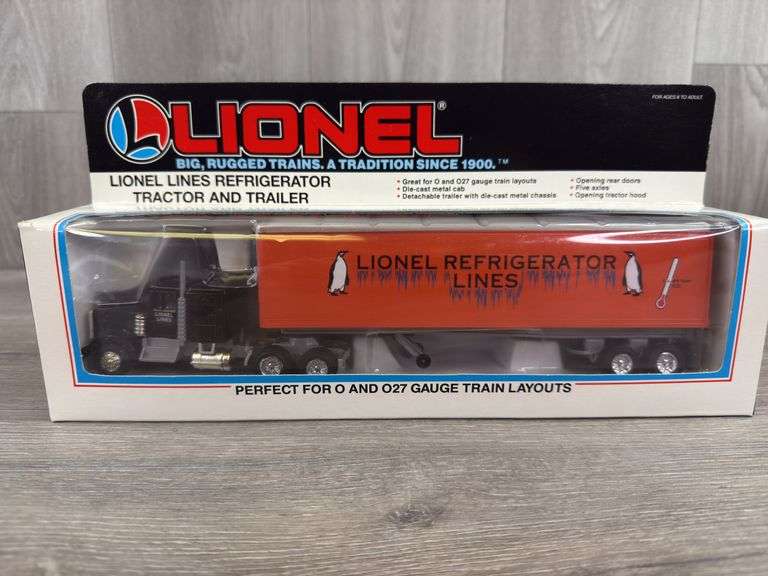 LIONEL®
BIG, RUGGED TRAINS. A TRADITION SINCE 1900.™
FOR AGES 8 TO ADULT
LIONEL LINES REFRIGERATOR
TRACTOR AND TRAILER
• Great for O and O27 gauge train layouts
• Die-cast metal cab
• Detachable trailer with die-cast metal chassis
• Opening rear doors
• Five axles
• Opening tractor hood
LIONEL REFRIGERATOR
LINES
LIONEL
LINES
PERFECT FOR O AND O27 GAUGE TRAIN LAYOUTS